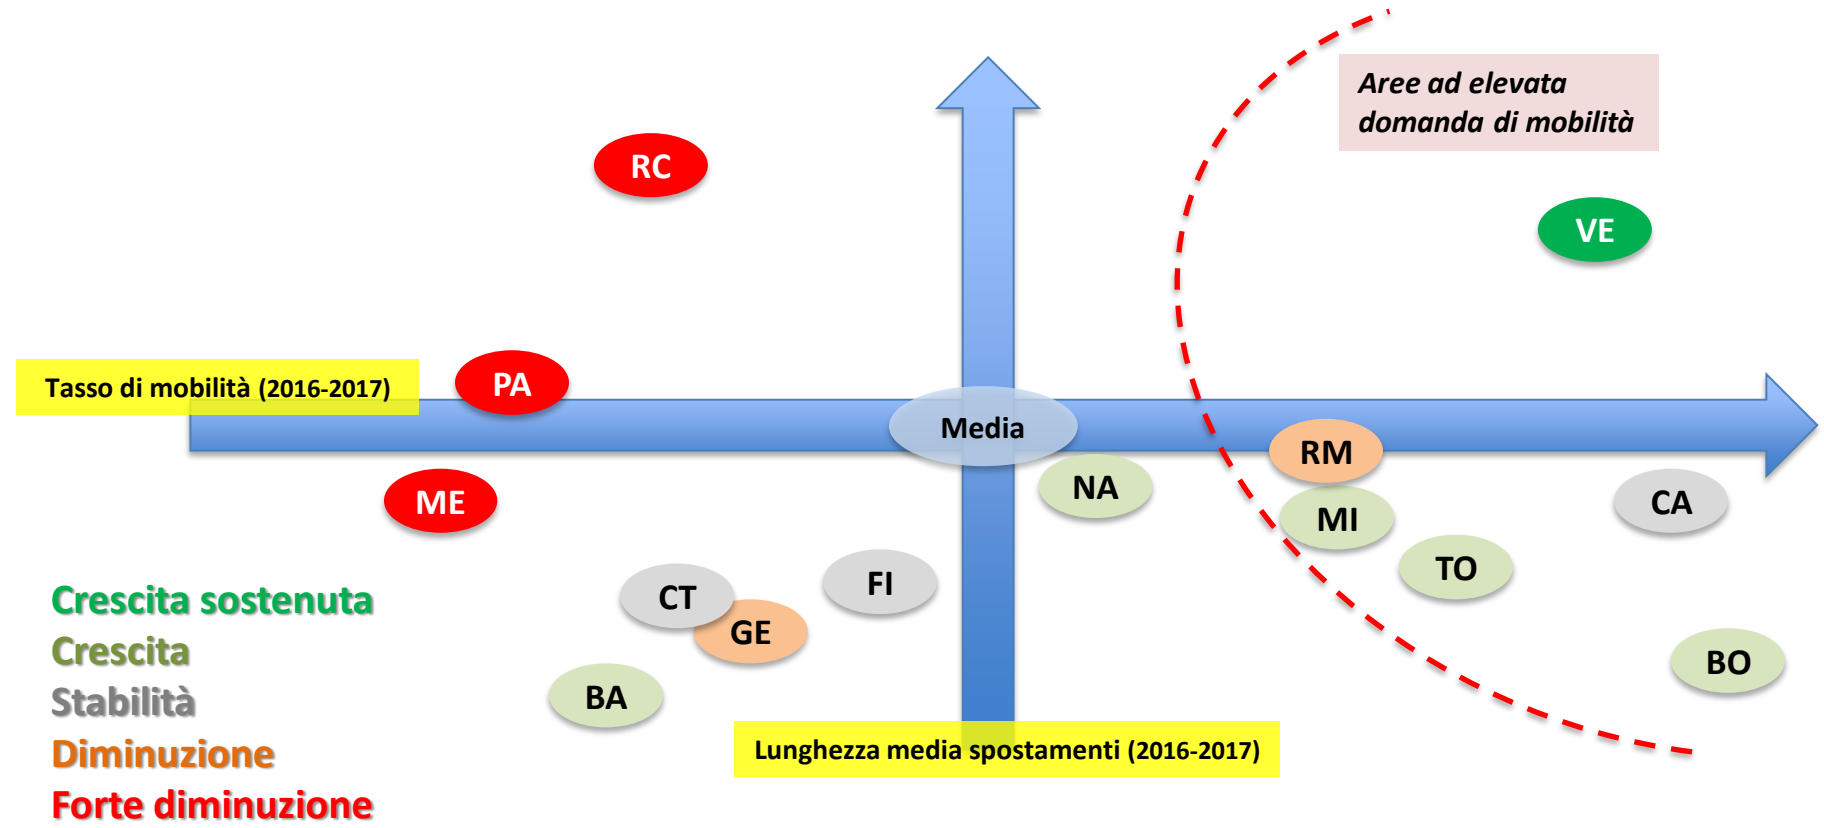 Aree ad elevata
domanda di mobilità
RC
VE
Tasso di mobilità (2016-2017)
PA
Media
RM
NA
CA
ME
MI
TO
FI
CT
GE
BO
BA
Crescita sostenuta
Crescita
Stabilità
Diminuzione
Forte diminuzione
Lunghezza media spostamenti (2016-2017)